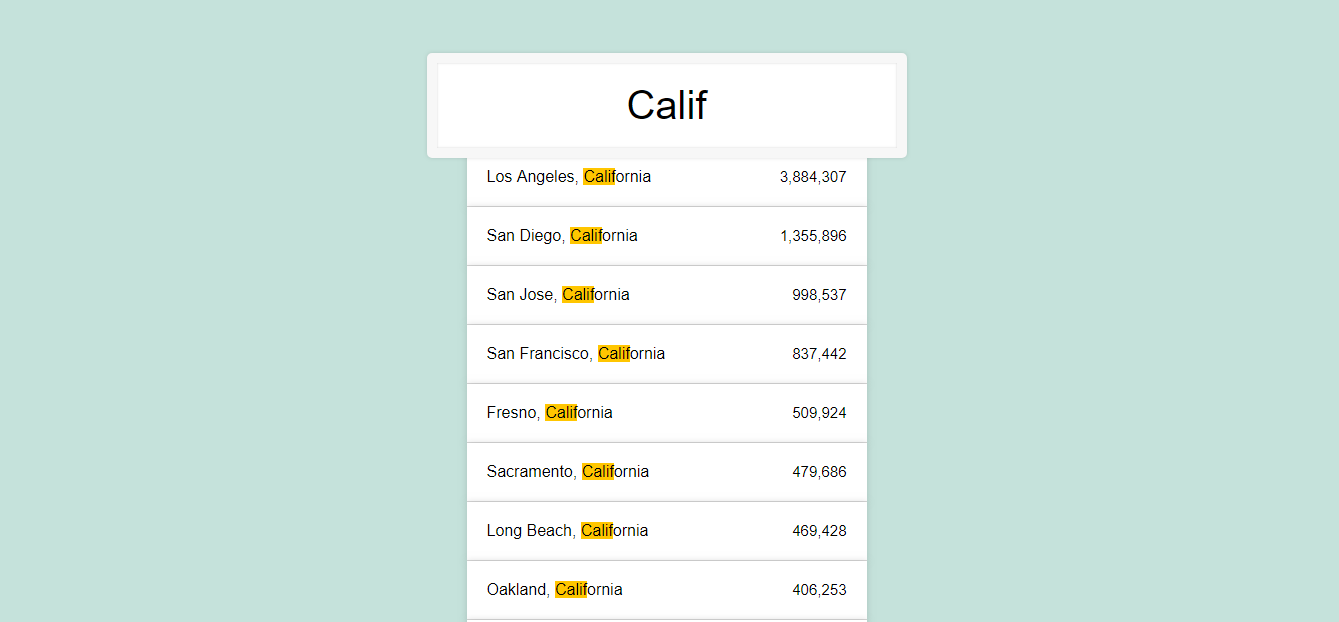 Calif
Los Angeles, California 3,884,307
San Diego, California 1,355,896
San Jose, California 998,537
San Francisco, California 837,442
Fresno, California 509,924
Sacramento, California 479,686
Long Beach, California 469,428
Oakland, California 406,253